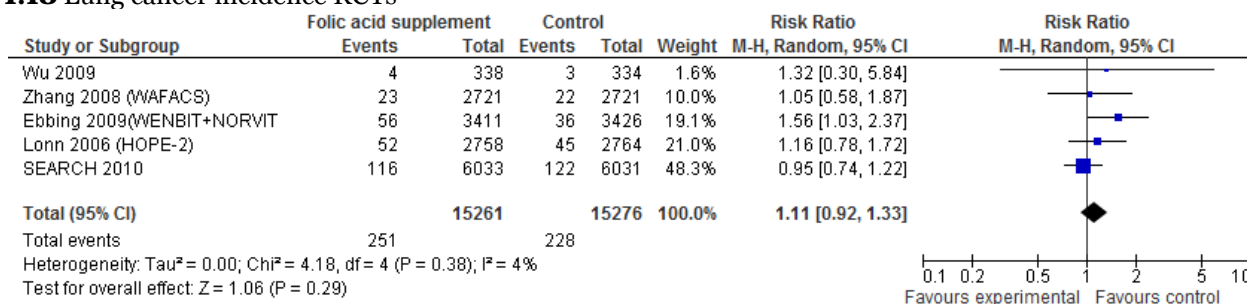 Lung cancer incidence RCTs
Folic acid supplement Control Risk Ratio Risk Ratio
Study or Subgroup Events Total Events Total Weight M-H, Random, 95% CI M-H, Random, 95% CI
Wu 2009 4 338 3 334 1.6% 1.32 [0.30, 5.84]
Zhang 2008 (WAFACS) 23 2721 22 2721 10.0% 1.05 [0.58, 1.87]
Ebbing 2009(WENBIT+NORVIT 56 3411 36 3426 19.1% 1.56 [1.03, 2.37]
Lonn 2006 (HOPE-2) 52 2758 45 2764 21.0% 1.16 [0.78, 1.72]
SEARCH 2010 116 6033 122 6031 48.3% 0.95 [0.74, 1.22]
Total (95% CI) 15261 15276 100.0% 1.11 [0.92, 1.33]
Total events 251 228
Heterogeneity: Tau² = 0.00; Chi² = 4.18, df = 4 (P = 0.38); I² = 4%
Test for overall effect: Z = 1.06 (P = 0.29)
0.1 0.2 0.5 1 2 5 10
Favours experimental Favours control